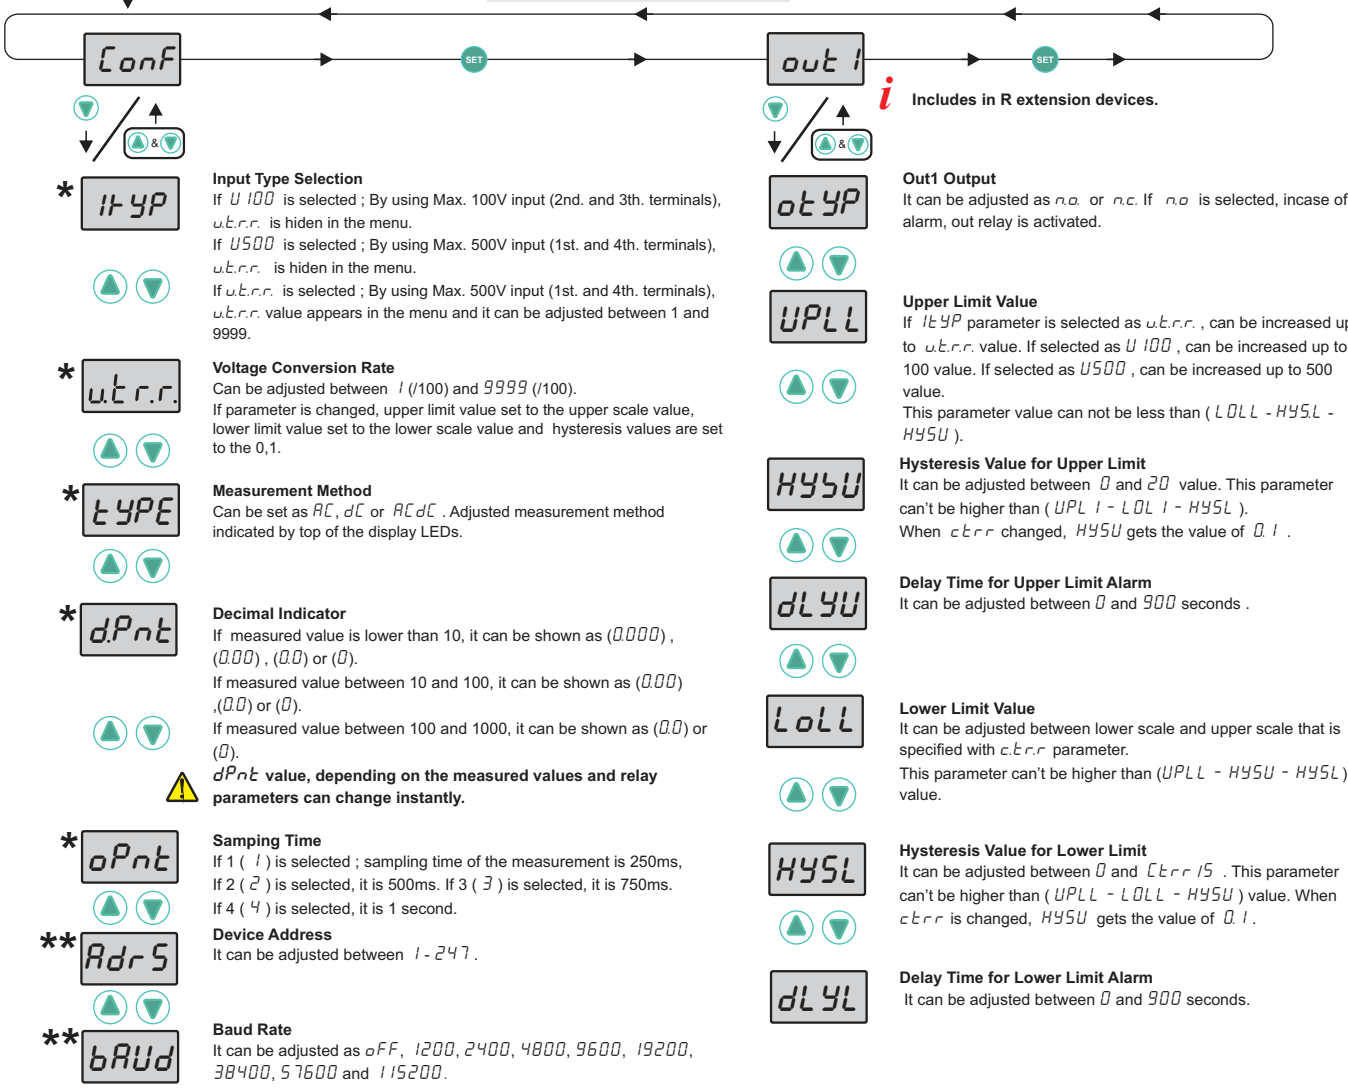 ConF
SET
out 1
SET
i Includes in R extension devices.
&
&
* ItYP
Input Type Selection
If U 100 is selected ; By using Max. 100V input (2nd. and 3th. terminals),
u.t.r.r. is hiden in the menu.
If U500 is selected ; By using Max. 500V input (1st. and 4th. terminals),
u.t.r.r. is hiden in the menu.
If u.t.r.r. is selected ; By using Max. 500V input (1st. and 4th. terminals),
u.t.r.r. value appears in the menu and it can be adjusted between 1 and
9999.
* u.t.r.r.
Voltage Conversion Rate
Can be adjusted between 1 (/100) and 9999 (/100).
If parameter is changed, upper limit value set to the upper scale value,
lower limit value set to the lower scale value and hysteresis values are set
to the 0,1.
* tYPE
Measurement Method
Can be set as AC, dC or ACdC . Adjusted measurement method
indicated by top of the display LEDs.
* d.Pnt
Decimal Indicator
If measured value is lower than 10, it can be shown as (0.000) ,
(0.00) , (0.0) or (0).
If measured value between 10 and 100, it can be shown as (0.00)
,(0.0) or (0).
If measured value between 100 and 1000, it can be shown as (0.0) or
(0).
dPnt value, depending on the measured values and relay
parameters can change instantly.
* oPnt
Samping Time
If 1 ( 1 ) is selected ; sampling time of the measurement is 250ms,
If 2 ( 2 ) is selected, it is 500ms. If 3 ( 3 ) is selected, it is 750ms.
If 4 ( 4 ) is selected, it is 1 second.
** AdrS
Device Address
It can be adjusted between 1 - 247 .
** bAUd
Baud Rate
It can be adjusted as oFF, 1200, 2400, 4800, 9600, 19200,
38400, 57600 and 115200.
otYP
Out1 Output
It can be adjusted as n.o. or n.c. If n.o is selected, incase of
alarm, out relay is activated.
UPLL
Upper Limit Value
If ItYP parameter is selected as u.t.r.r. , can be increased up
to u.t.r.r. value. If selected as U 100 , can be increased up to
100 value. If selected as U500 , can be increased up to 500
value.
This parameter value can not be less than ( LOLL - HYS.L -
HYSU ).
HYSU
Hysteresis Value for Upper Limit
It can be adjusted between 0 and 20 value. This parameter
can't be higher than ( UPL 1 - LOL 1 - HYSL ).
When ctrr changed, HYSU gets the value of 0.1 .
dLYU
Delay Time for Upper Limit Alarm
It can be adjusted between 0 and 900 seconds .
LoLL
Lower Limit Value
It can be adjusted between lower scale and upper scale that is
specified with c.t.r.r parameter.
This parameter can't be higher than (UPLL - HYSU - HYSL)
value.
HYSL
Hysteresis Value for Lower Limit
It can be adjusted between 0 and Ctrr /5 . This parameter
can't be higher than ( UPLL - LOLL - HYSU ) value. When
ctrr is changed, HYSU gets the value of 0.1 .
dLYL
Delay Time for Lower Limit Alarm
It can be adjusted between 0 and 900 seconds.